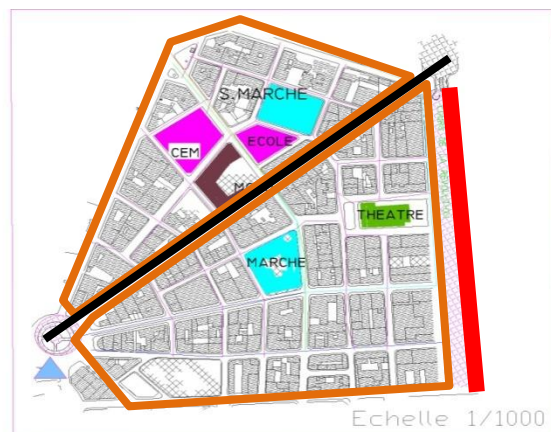 S.MARCHE
ECOLE
CEM
THEATRE
MARCHE
Echelle 1/1000